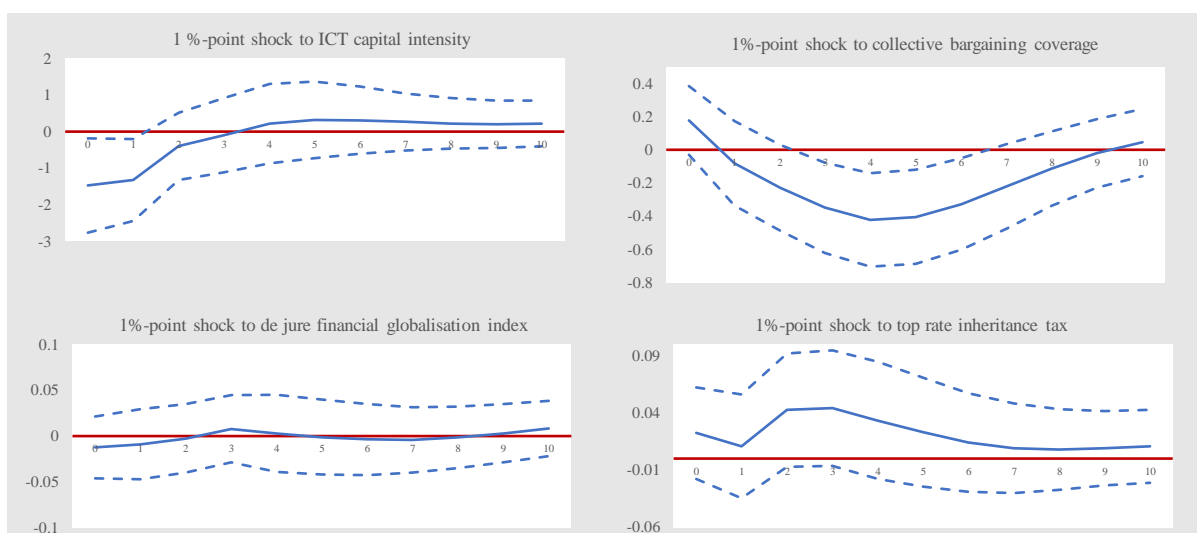 1 %-point shock to ICT capital intensity
2
1
0
-1
-2
-3
0 1 2 3 4 5 6 7 8 9 10
1%-point shock to collective bargaining coverage
0.4
0.2
0
-0.2
-0.4
-0.6
-0.8
0 1 2 3 4 5 6 7 8 9 10
1%-point shock to de jure financial globalisation index
0.1
0.05
0
-0.05
-0.1
0 1 2 3 4 5 6 7 8 9 10
1%-point shock to top rate inheritance tax
0.09
0.04
-0.01
-0.06
0 1 2 3 4 5 6 7 8 9 10